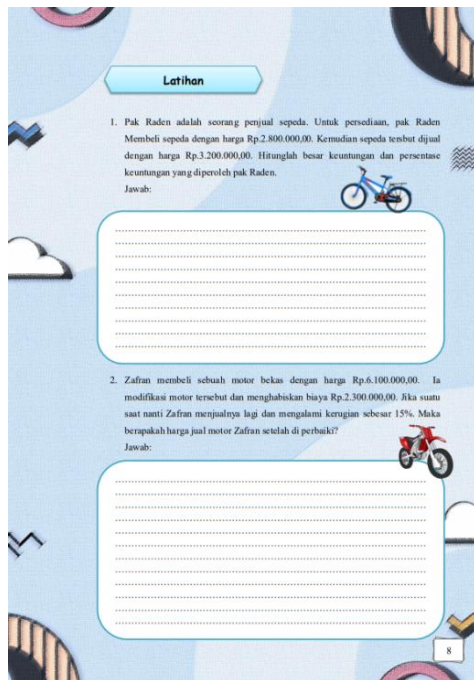 Latihan
1. Pak Raden adalah seorang penjual sepeda. Untuk persediaan, pak Raden
Membeli sepeda dengan harga Rp.2.800.000,00. Kemudian sepeda tersbut dijual
dengan harga Rp.3.200.000,00. Hitunglah besar keuntungan dan persentase
keuntungan yang diperoleh pak Raden.
Jawab:
2. Zafran membeli sebuah motor bekas dengan harga Rp.6.100.000,00. Ia
modifikasi motor tersebut dan menghabiskan biaya Rp.2.300.000,00. Jika suatu
saat nanti Zafran menjualnya lagi dan mengalami kerugian sebesar 15%. Maka
berapakah harga jual motor Zafran setelah di perbaiki?
Jawab:
8